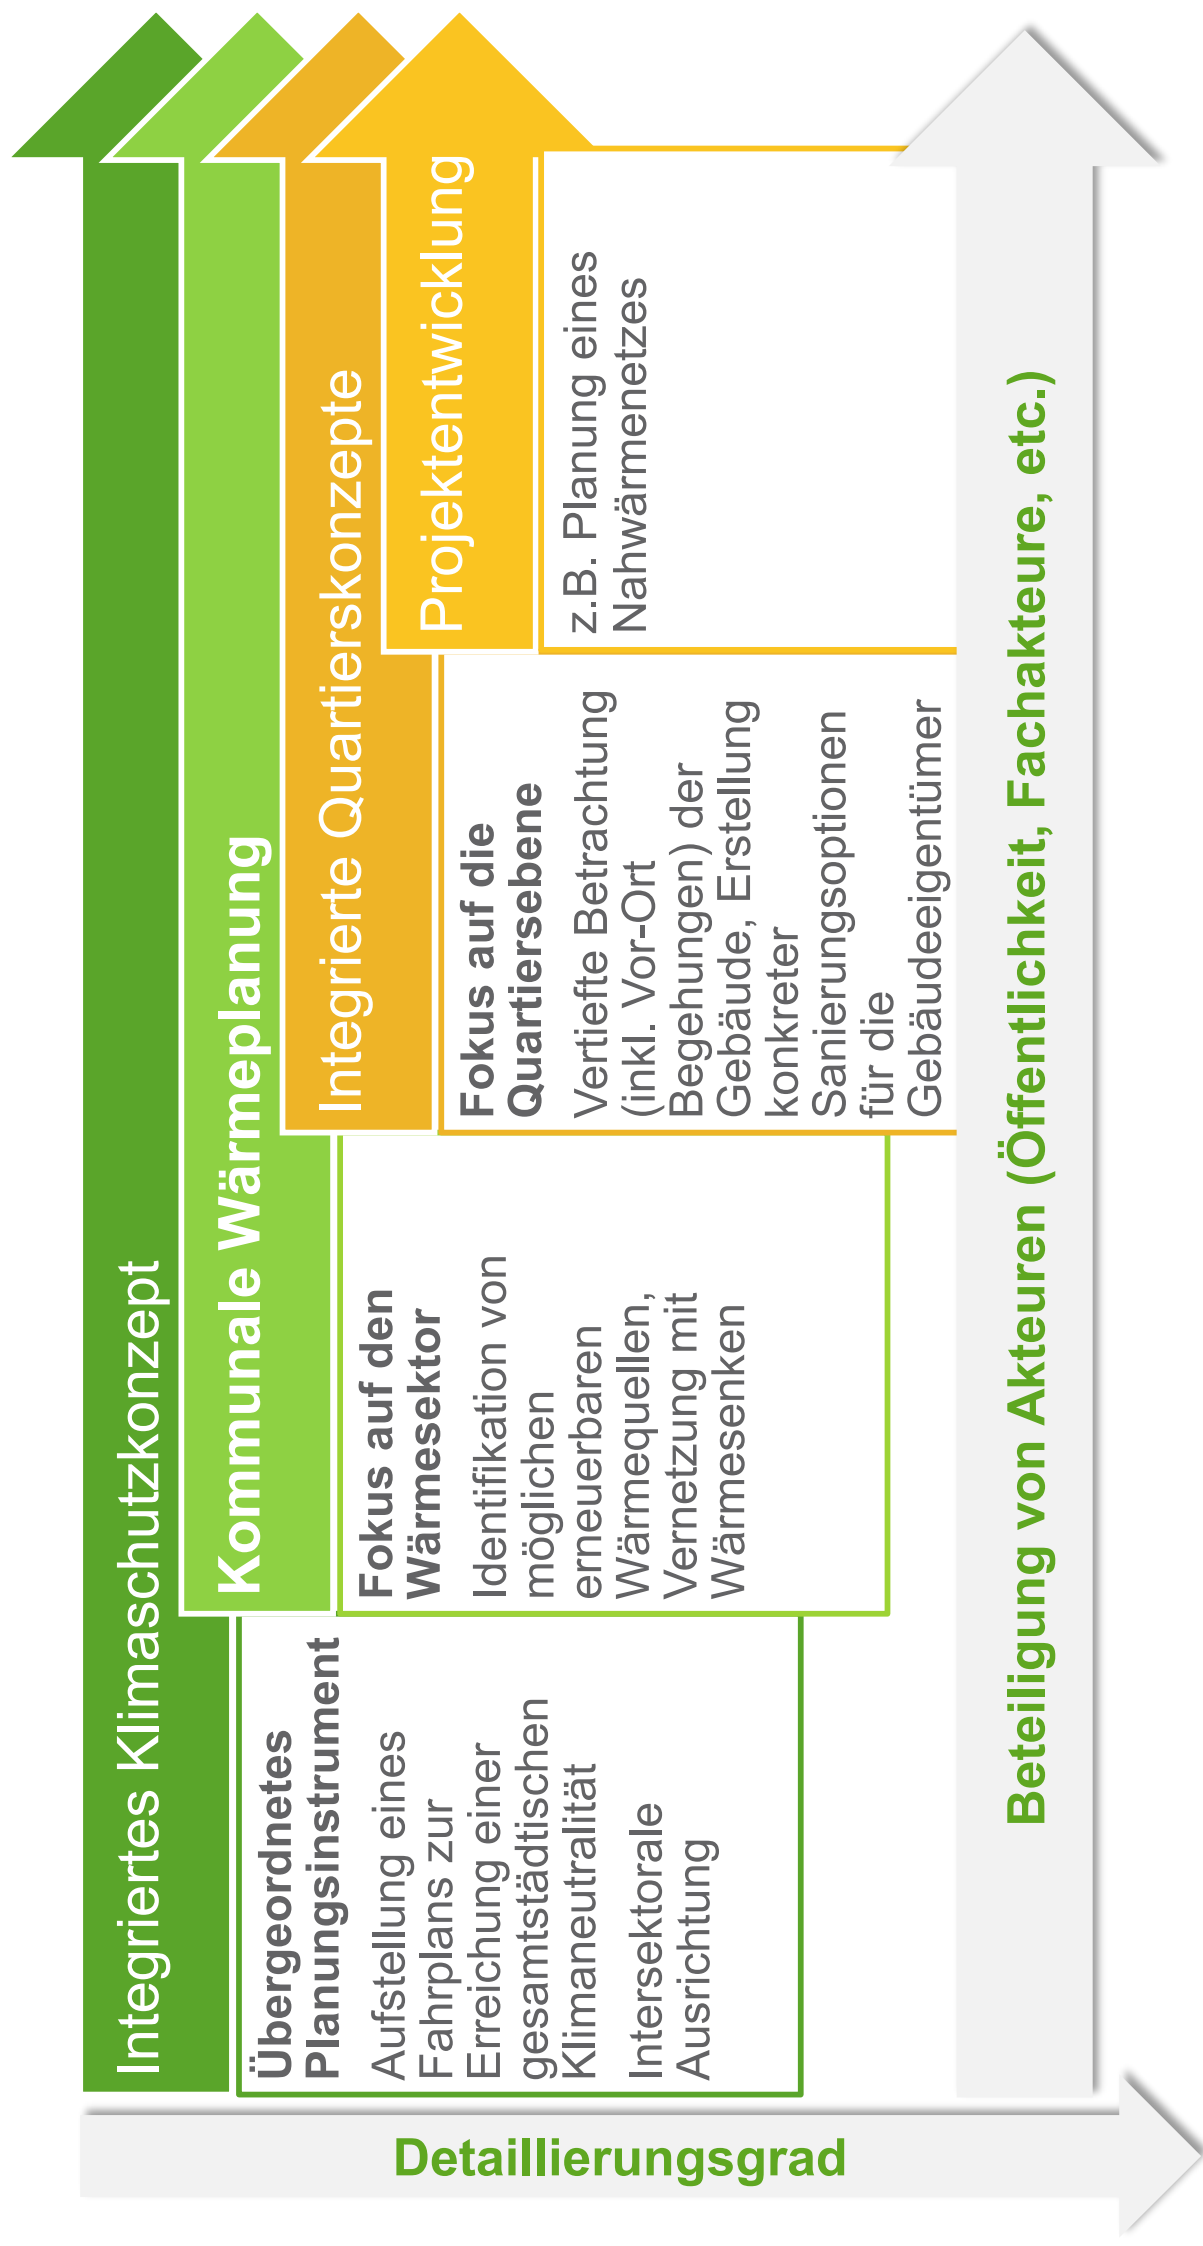 Integriertes Klimaschutzkonzept
Übergeordnetes
Planungsinstrument
Aufstellung eines
Fahrplans zur
Erreichung einer
gesamtstädtischen
Klimaneutralität
Intersektorale
Ausrichtung
Kommunale Wärmeplanung
Fokus auf den
Wärmesektor
Identifikation von
möglichen
erneuerbaren
Wärmequellen,
Vernetzung mit
Wärmesenken
Integrierte Quartierskonzepte
Fokus auf die
Quartiersebene
Vertiefte Betrachtung
(inkl. Vor-Ort
Begehungen) der
Gebäude, Erstellung
konkreter
Sanierungsoptionen
für die
Gebäudeeigentümer
Projektentwicklung
z.B. Planung eines
Nahwärmenetzes
Beteiligung von Akteuren (Öffentlichkeit, Fachakteure, etc.)
Detaillierungsgrad